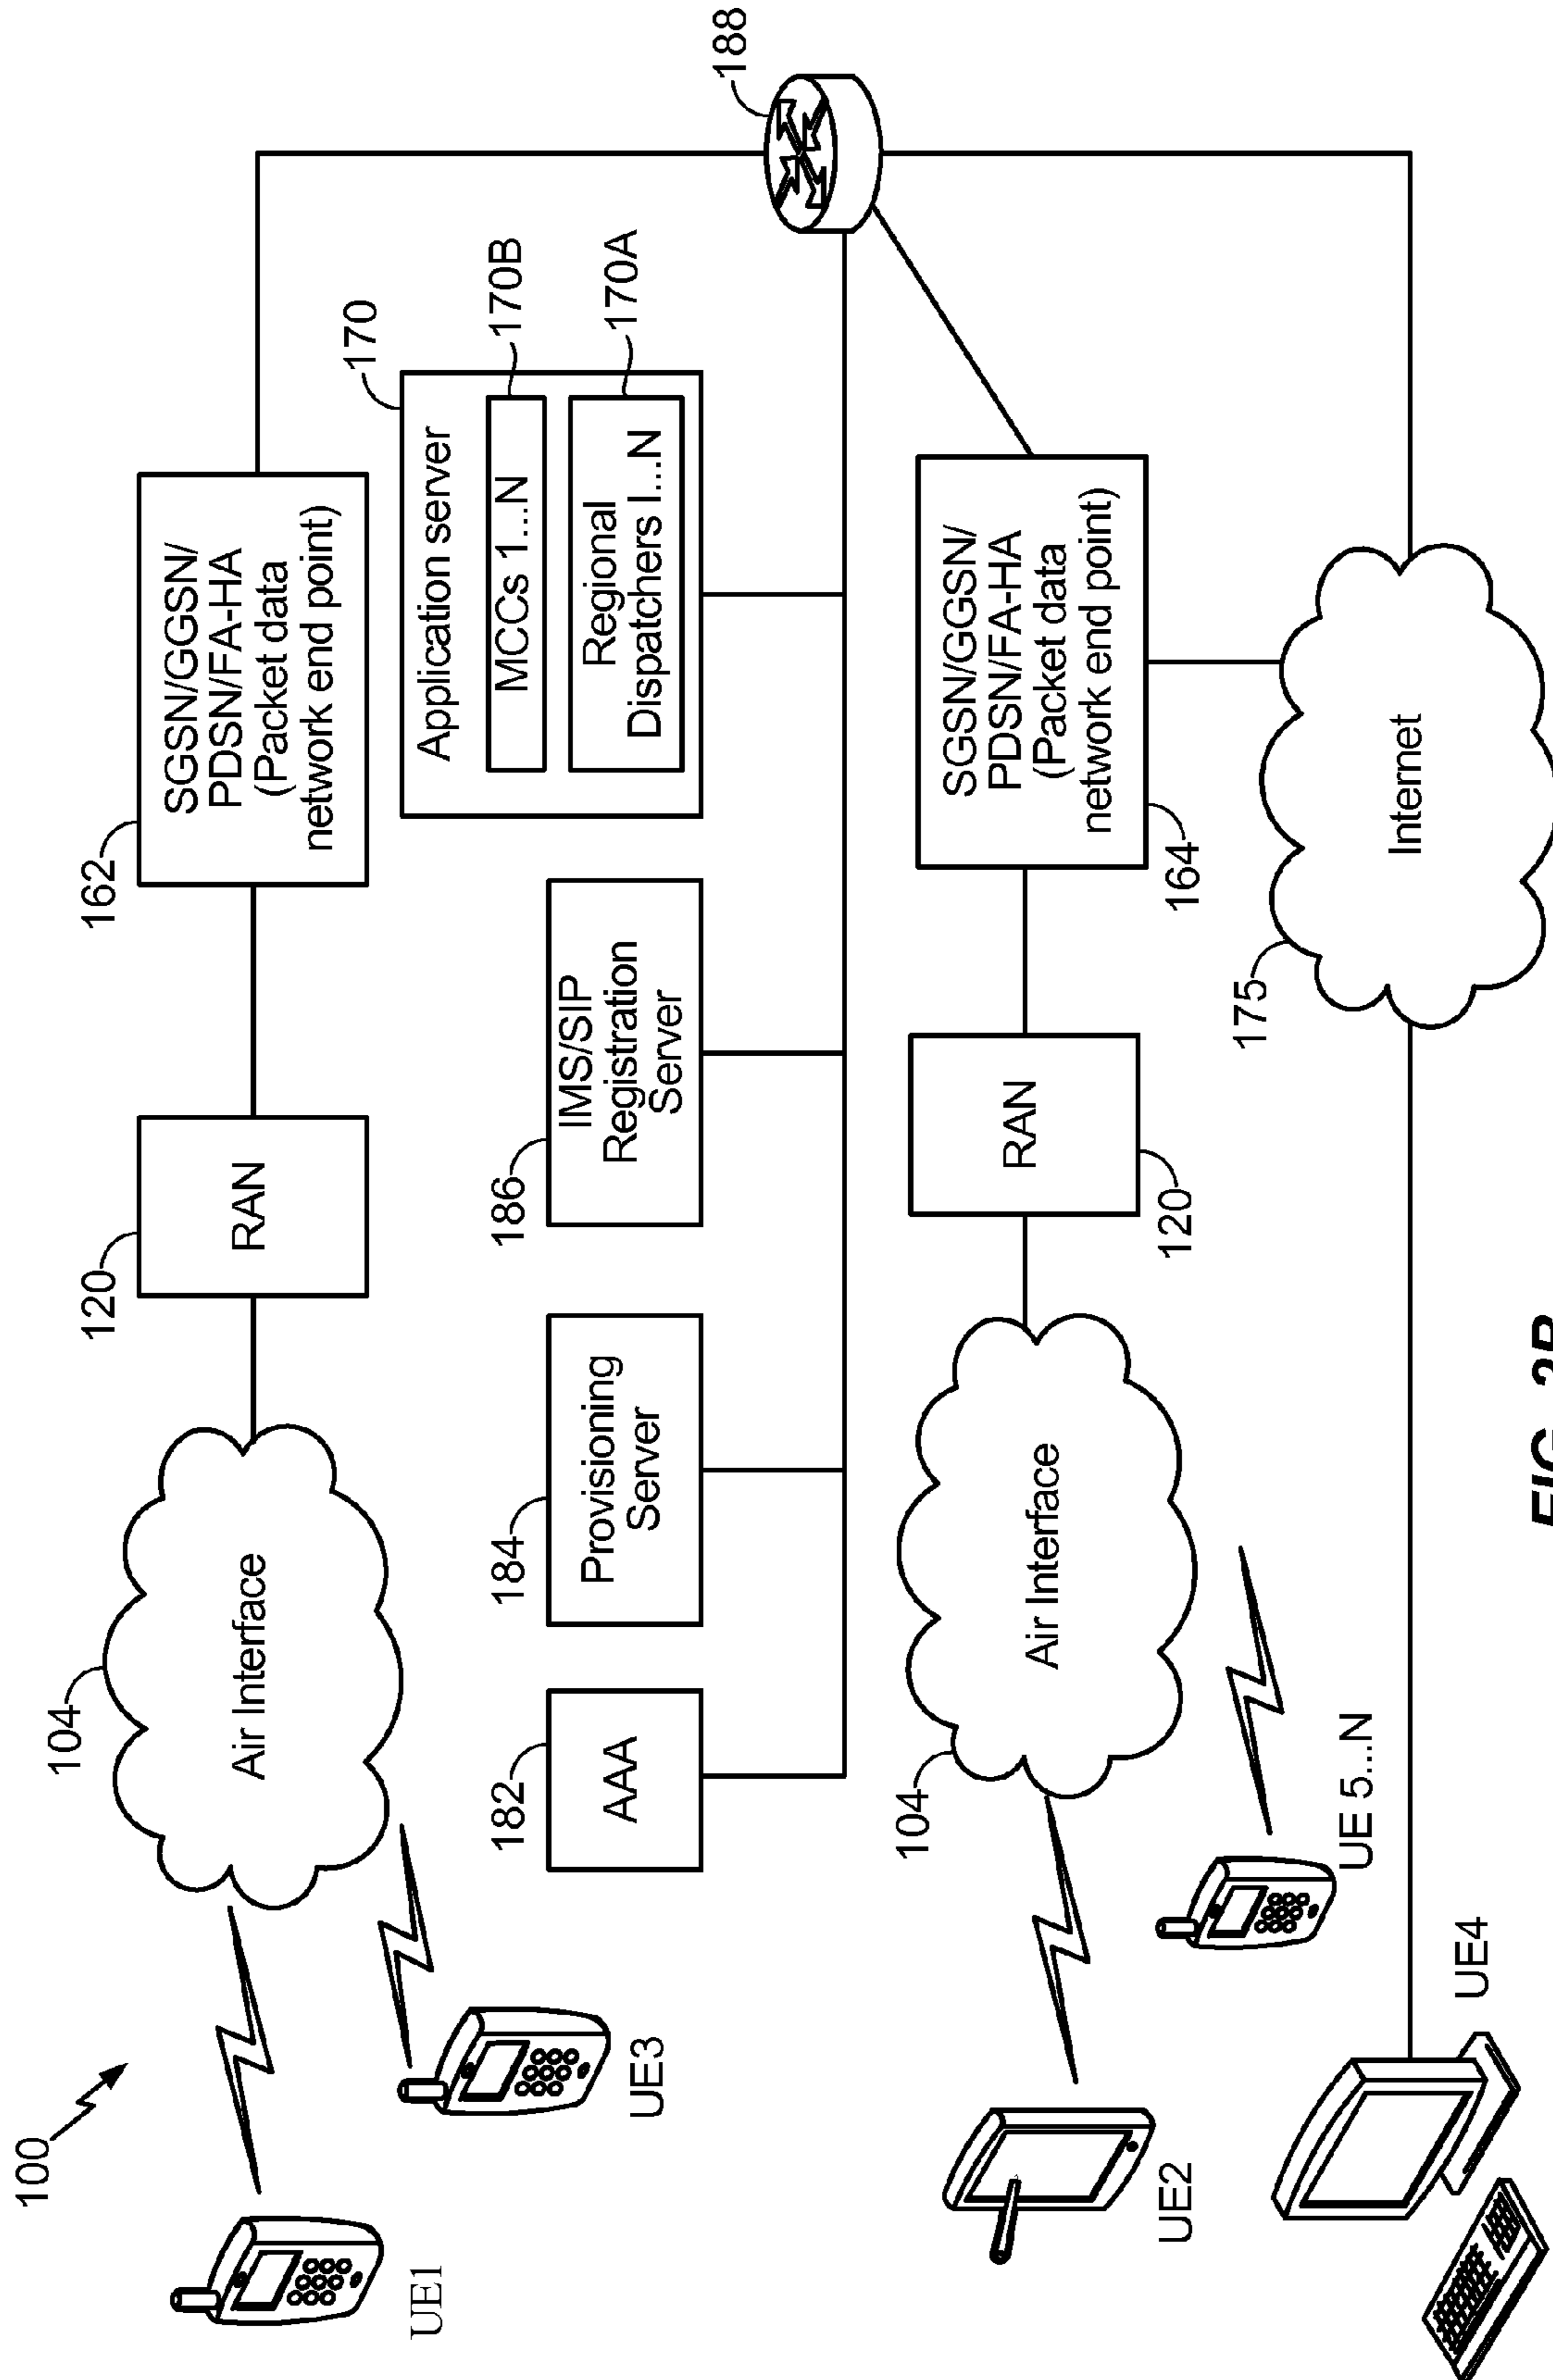 100
UE1
UE3
104
Air Interface
120
RAN
162
SGSN/GGSN/
PDSN/FA-HA
(Packet data
network end point)
182
AAA
184
Provisioning
Server
186
IMS/SIP
Registration
Server
170
Application server
MCCs 1...N
170B
Regional
Dispatchers I...N
170A
188
UE2
104
Air Interface
UE 5...N
120
RAN
164
SGSN/GGSN/
PDSN/FA-HA
(Packet data
network end point)
UE4
175
Internet
FIG. 2B